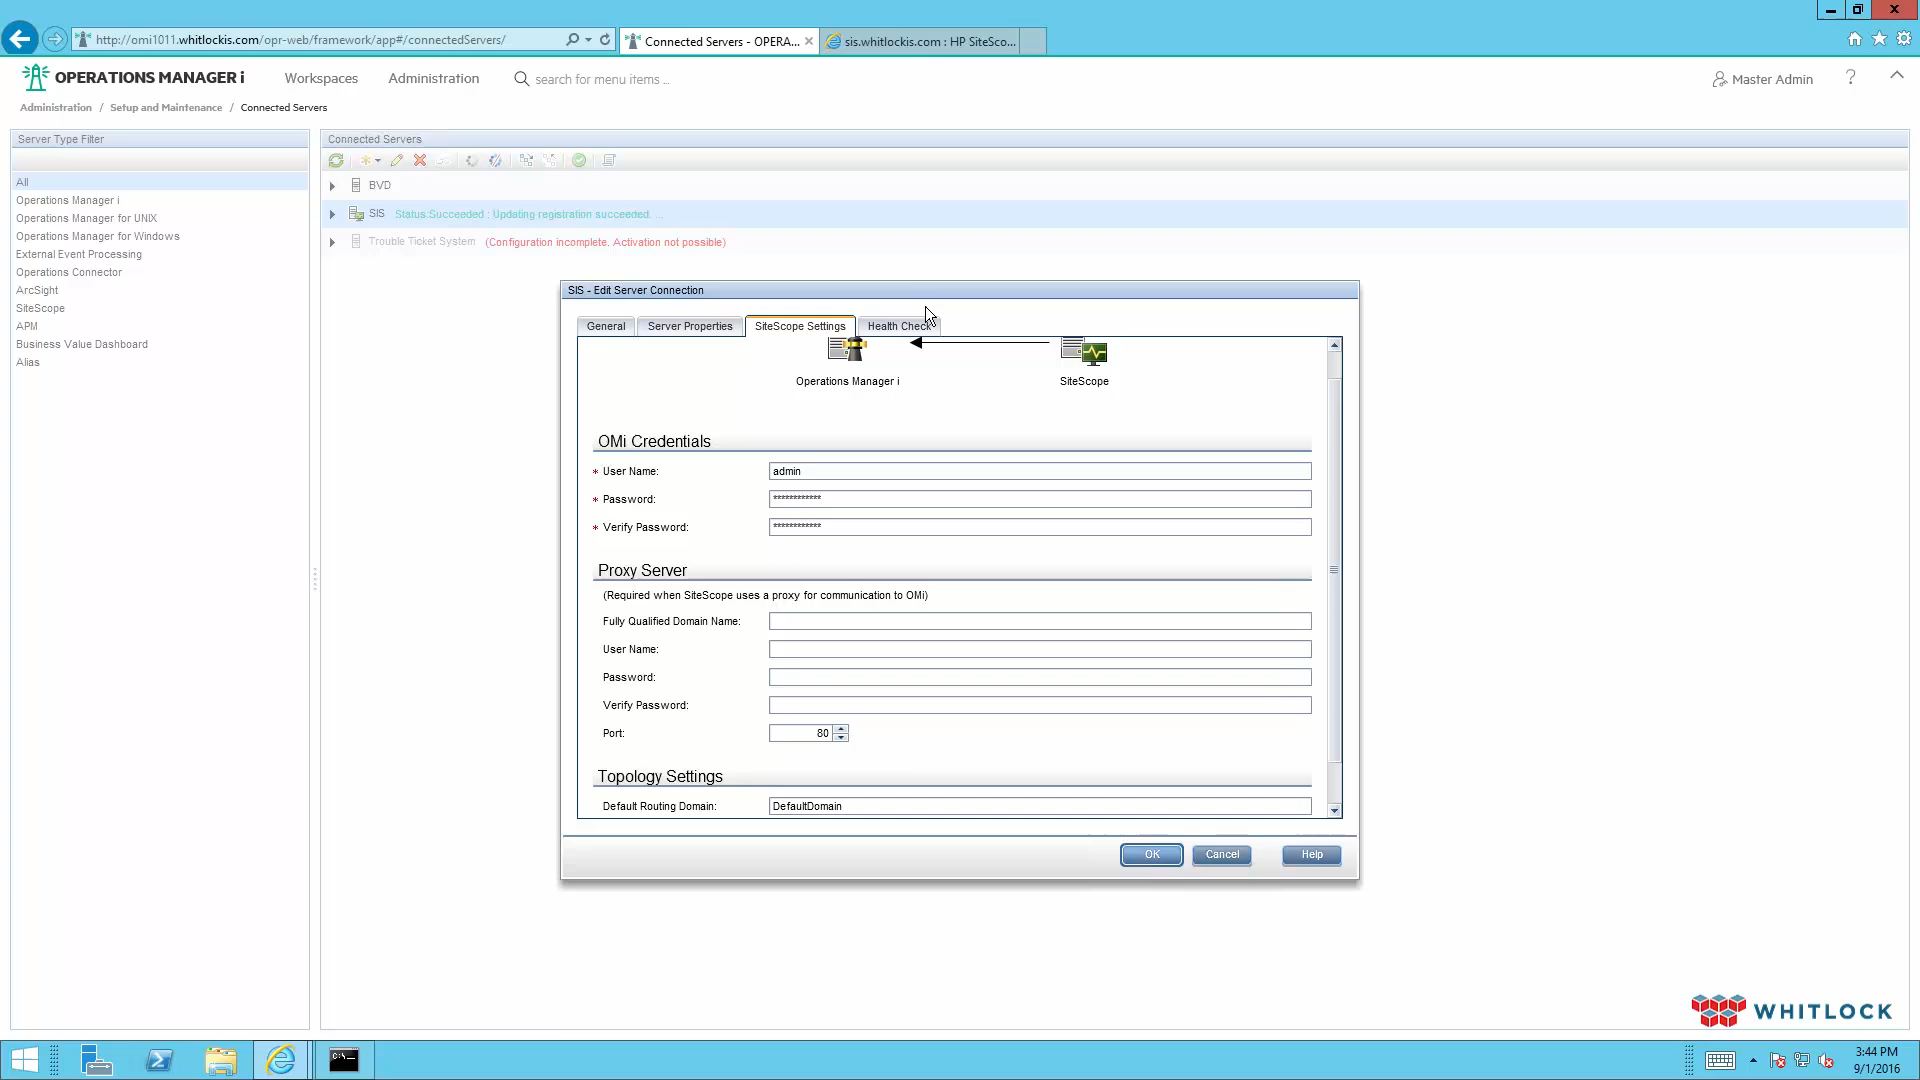 http://omi1011.whitlockis.com/opr-web/framework/app#/connectedServers/
Connected Servers - OPERA...
sis.whitlockis.com : HP SiteSco...
OPERATIONS MANAGER i
Workspaces
Administration
search for menu items ...
Master Admin
?
Administration / Setup and Maintenance / Connected Servers
Server Type Filter
All
Operations Manager i
Operations Manager for UNIX
Operations Manager for Windows
External Event Processing
Operations Connector
ArcSight
SiteScope
APM
Business Value Dashboard
Alias
Connected Servers
BVD
SIS Status:Succeeded : Updating registration succeeded. ...
Trouble Ticket System (Configuration incomplete. Activation not possible)
SIS - Edit Server Connection
General
Server Properties
SiteScope Settings
Health Check
Operations Manager i
SiteScope
OMi Credentials
* User Name: admin
* Password: ************
* Verify Password: ************
Proxy Server
(Required when SiteScope uses a proxy for communication to OMi)
Fully Qualified Domain Name:
User Name:
Password:
Verify Password:
Port: 80
Topology Settings
Default Routing Domain: DefaultDomain
OK
Cancel
Help
WHITLOCK
C:\.
3:44 PM
9/1/2016